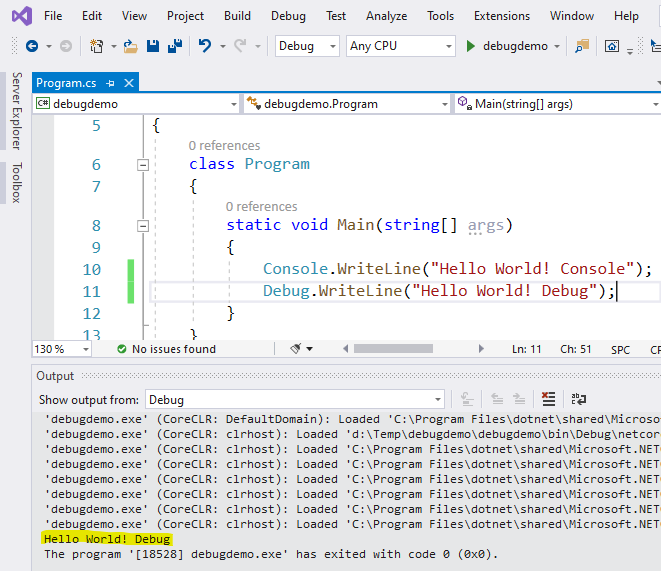 File Edit View Project Build Debug Test Analyze Tools Extensions Window Help
Debug Any CPU debugdemo
Server Explorer
Toolbox
Program.cs
C# debugdemo debugdemo.Program Main(string[] args)
5 {
0 references
6 class Program
7 {
0 references
8 static void Main(string[] args)
9 {
10 Console.WriteLine("Hello World! Console");
11 Debug.WriteLine("Hello World! Debug");
12 }
13 }
130 % No issues found Ln: 11 Ch: 51 SPC CR
Output
Show output from: Debug
'debugdemo.exe' (CoreCLR: DefaultDomain): Loaded 'C:\Program Files\dotnet\shared\Microso
'debugdemo.exe' (CoreCLR: clrhost): Loaded 'd:\Temp\debugdemo\debugdemo\bin\Debug\netcor
'debugdemo.exe' (CoreCLR: clrhost): Loaded 'C:\Program Files\dotnet\shared\Microsoft.NET
'debugdemo.exe' (CoreCLR: clrhost): Loaded 'C:\Program Files\dotnet\shared\Microsoft.NET
'debugdemo.exe' (CoreCLR: clrhost): Loaded 'C:\Program Files\dotnet\shared\Microsoft.NET
'debugdemo.exe' (CoreCLR: clrhost): Loaded 'C:\Program Files\dotnet\shared\Microsoft.NET
'debugdemo.exe' (CoreCLR: clrhost): Loaded 'C:\Program Files\dotnet\shared\Microsoft.NET
'debugdemo.exe' (CoreCLR: clrhost): Loaded 'C:\Program Files\dotnet\shared\Microsoft.NET
Hello World! Debug
The program '[18528] debugdemo.exe' has exited with code 0 (0x0).